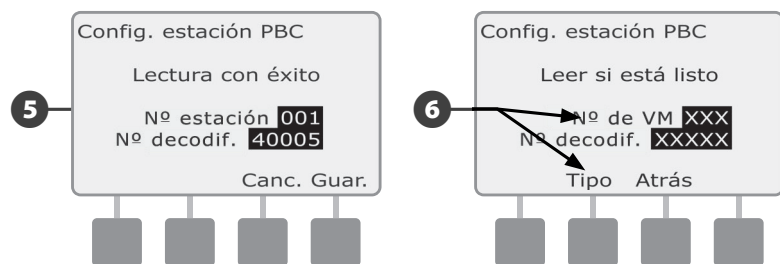 Config. estación PBC
Lectura con éxito
5
Nº estación 001
Nº decodif. 40005
Canc. Guar.
Config. estación PBC
Leer si está listo
6
Nº de VM XXX
Nº decodif. XXXXX
Tipo Atrás